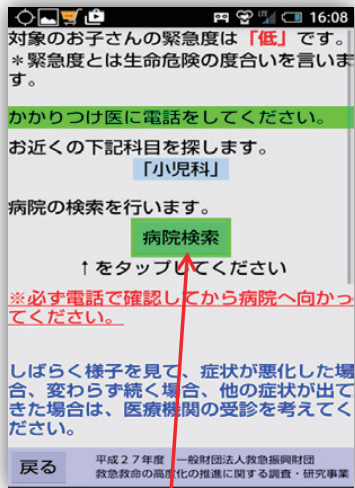 16:08
対象のお子さんの緊急度は「低」です。
＊緊急度とは生命危険の度合いを言いま
す。
かかりつけ医に電話をしてください。
お近くの下記科目を探します。
「小児科」
病院の検索を行います。
病院検索
↑をタップしてください
※必ず電話で確認してから病院へ向かっ
てください。
しばらく様子を見て、症状が悪化した場
合、変わらず続く場合、他の症状が出て
きた場合は、医療機関の受診を考えてく
ださい。
戻る
平成２７年度　一般財団法人救急振興財団
救急救命の高度化の推進に関する調査・研究事業